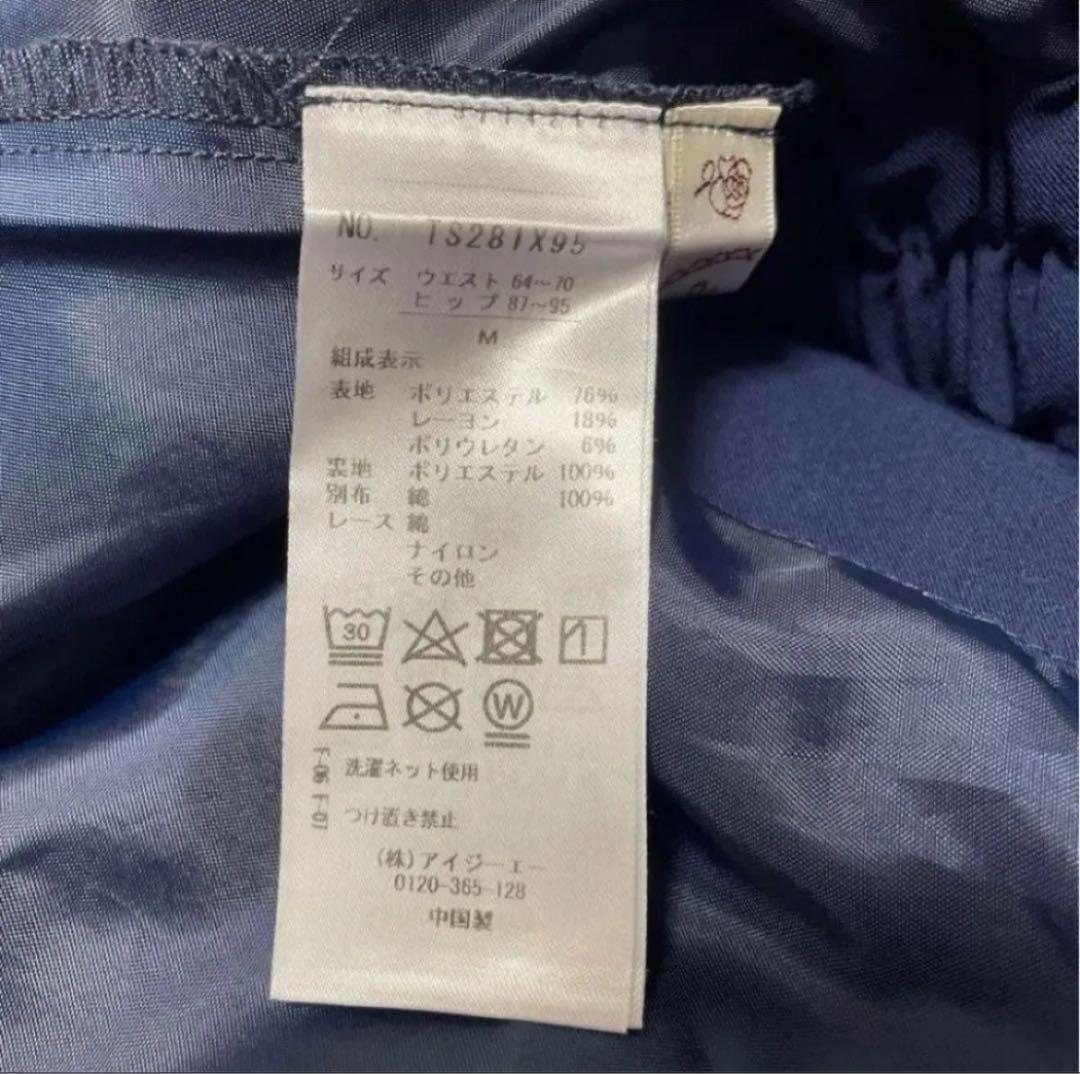 NO. TS281X95
サイズ ウエスト 64～70
ヒップ 87～95
M
組成表示
表地 ポリエステル 76%
レーヨン 18%
ポリウレタン 6%
裏地 ポリエステル 100%
別布 綿 100%
レース 綿
ナイロン
その他
30
W
F-06 F-07
洗濯ネット使用
つけ置き禁止
(株)アイジーエー
0120-365-128
中国製